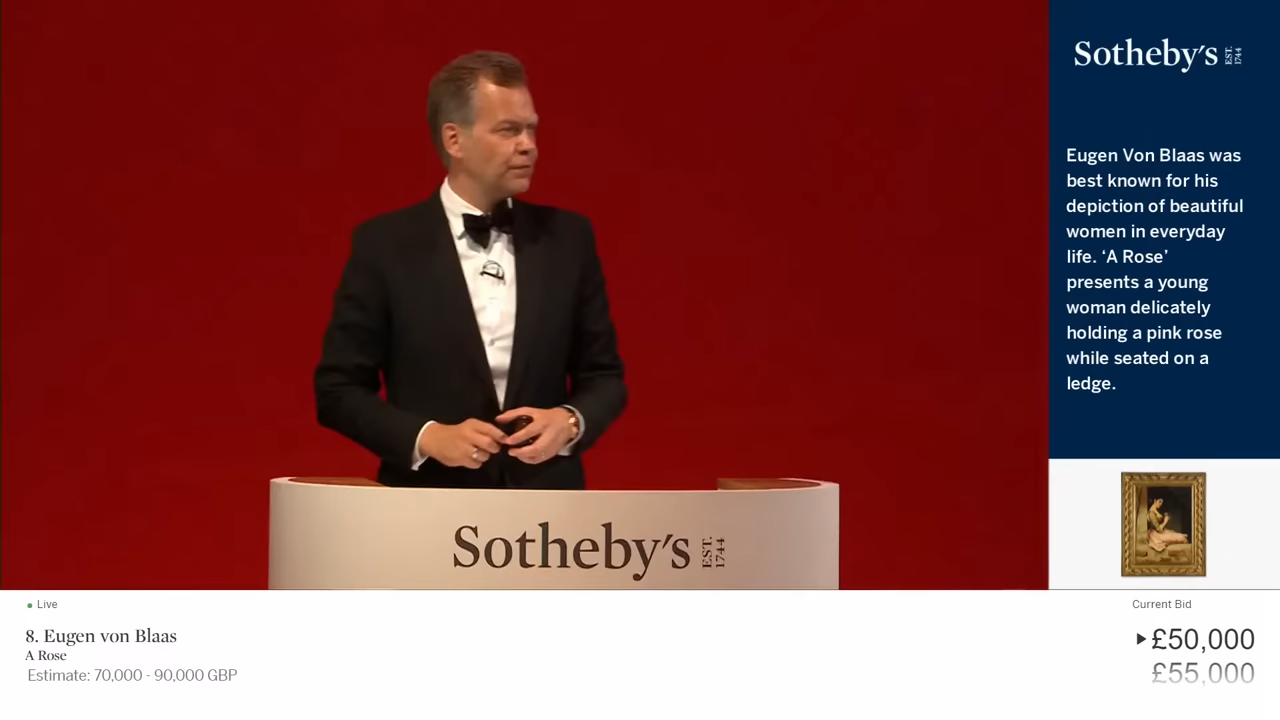 Sotheby's EST. 1744
Eugen Von Blaas was
best known for his
depiction of beautiful
women in everyday
life. ‘A Rose’
presents a young
woman delicately
holding a pink rose
while seated on a
ledge.
Sotheby's EST. 1744
Live
8. Eugen von Blaas
A Rose
Estimate: 70,000 - 90,000 GBP
Current Bid
£50,000
£55,000